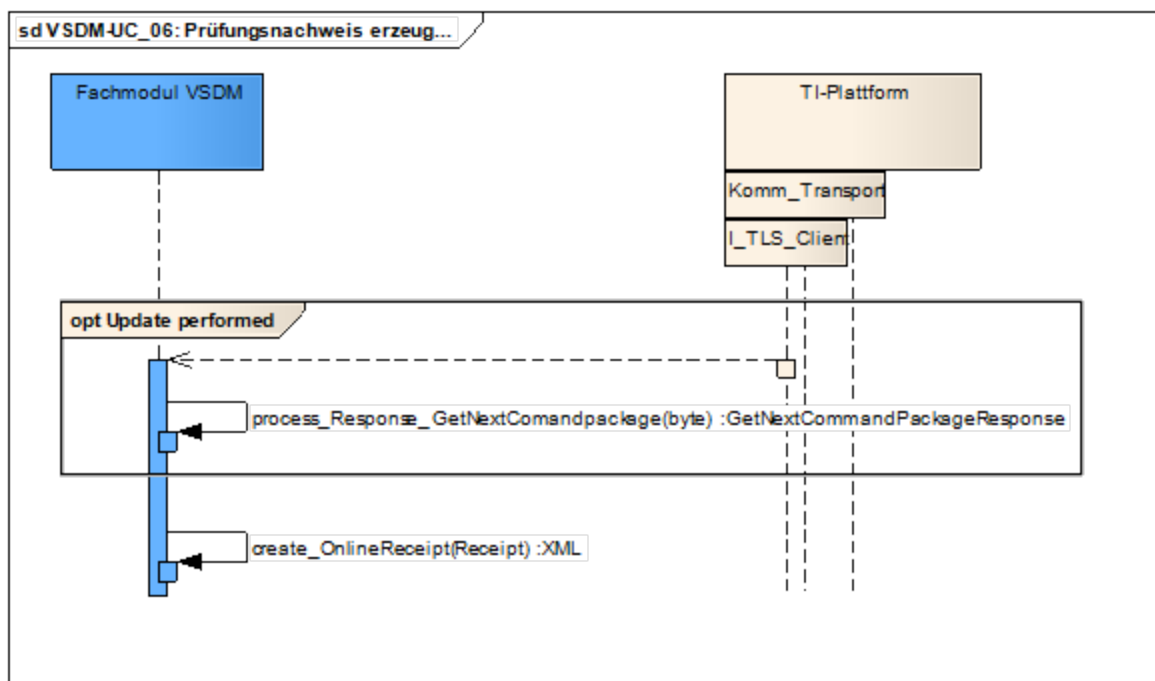 sd VSDM-UC_06: Prüfungsnachweis erzeug...
Fachmodul VSDM
TI-Plattform
Komm_Transport
I_TLS_Client
opt Update performed
process_Response_GetNextComandpackage(byte) :GetNextCommandPackageResponse
create_OnlineReceipt(Receipt) :XML